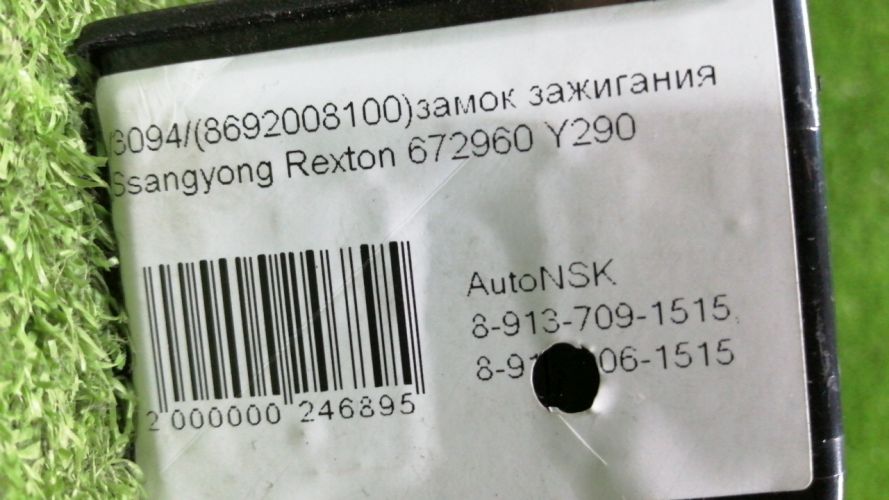 /3094/(8692008100)замок зажигания
Ssangyong Rexton 672960 Y290
AutoNSK
8-913-709-1515
06-1515
2 000000 246895